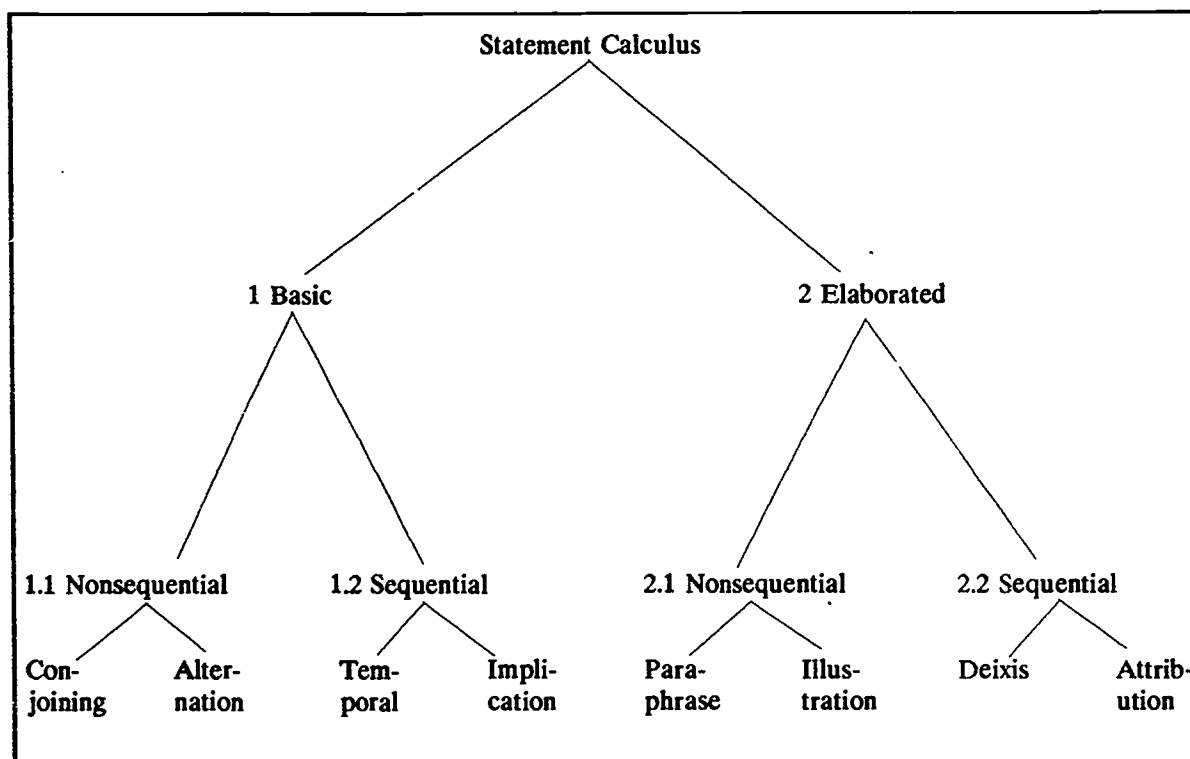 Statement Calculus
1 Basic 2 Elaborated
1.1 Nonsequential 1.2 Sequential 2.1 Nonsequential 2.2 Sequential
Con- Alter- Tem- Impli- Para- Illus- Deixis Attrib-
joining nation poral cation phrase tration ution